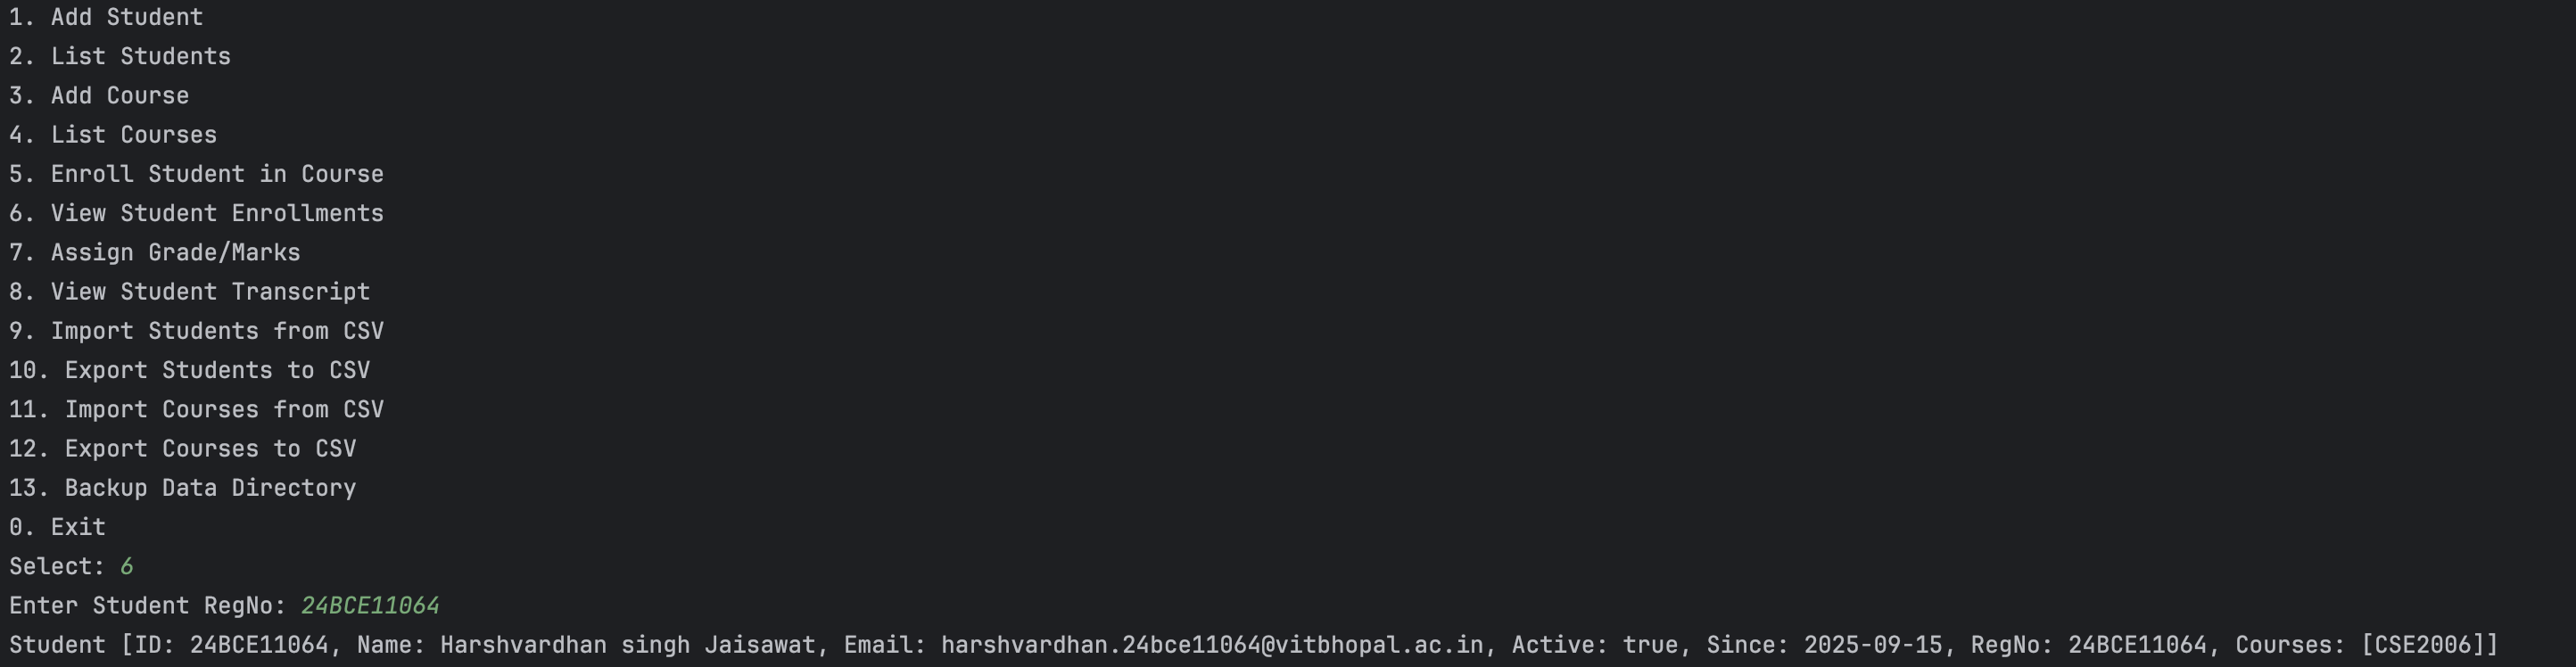 1. Add Student
2. List Students
3. Add Course
4. List Courses
5. Enroll Student in Course
6. View Student Enrollments
7. Assign Grade/Marks
8. View Student Transcript
9. Import Students from CSV
10. Export Students to CSV
11. Import Courses from CSV
12. Export Courses to CSV
13. Backup Data Directory
0. Exit
Select: 6
Enter Student RegNo: 24BCE11064
Student [ID: 24BCE11064, Name: Harshvardhan singh Jaisawat, Email: harshvardhan.24bce11064@vitbhopal.ac.in, Active: true, Since: 2025-09-15, RegNo: 24BCE11064, Courses: [CSE2006]]